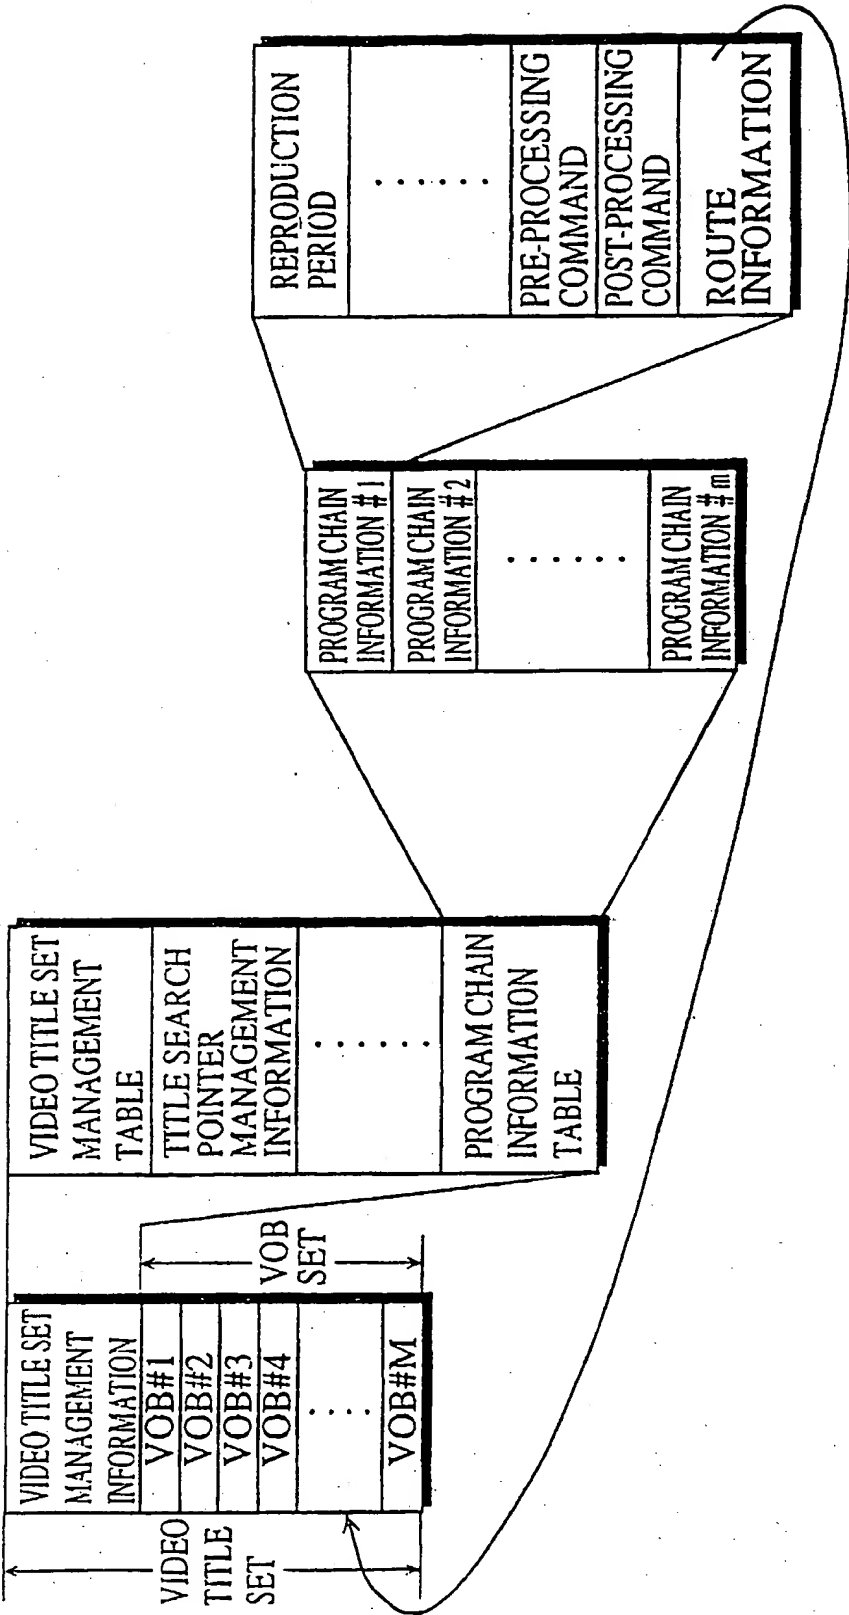 VIDEO
TITLE
SET
VIDEO TITLE SET
MANAGEMENT
INFORMATION
VOB#1
VOB#2
VOB#3
VOB#4
. . . .
VOB#M
VOB
SET
VIDEO TITLE SET
MANAGEMENT
TABLE
TITLE SEARCH
POINTER
MANAGEMENT
INFORMATION
. . . . . .
PROGRAM CHAIN
INFORMATION
TABLE
PROGRAM CHAIN
INFORMATION #1
PROGRAM CHAIN
INFORMATION #2
. . . . . .
PROGRAM CHAIN
INFORMATION #m
REPRODUCTION
PERIOD
. . . . . .
PRE-PROCESSING
COMMAND
POST-PROCESSING
COMMAND
ROUTE
INFORMATION